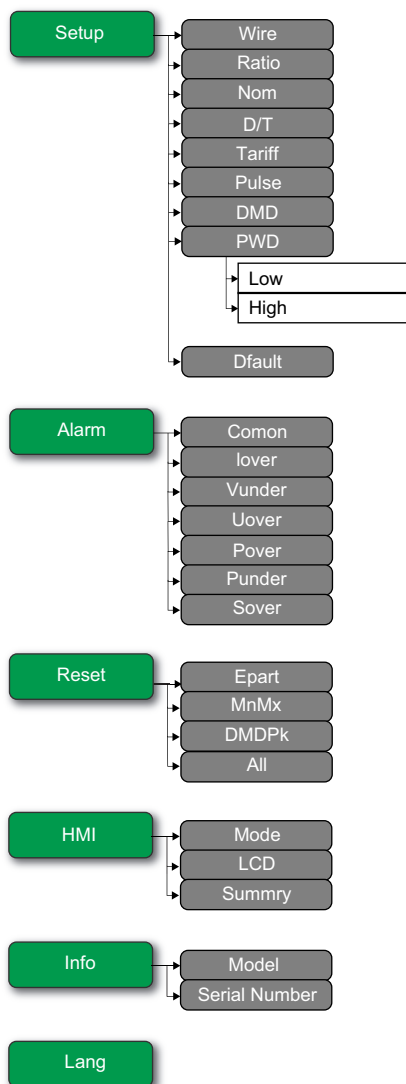 Setup
Wire
Ratio
Nom
D/T
Tariff
Pulse
DMD
PWD
Low
High
Dfault
Alarm
Comon
Iover
Vunder
Uover
Pover
Punder
Sover
Reset
Epart
MnMx
DMDPk
All
HMI
Mode
LCD
Summry
Info
Model
Serial Number
Lang